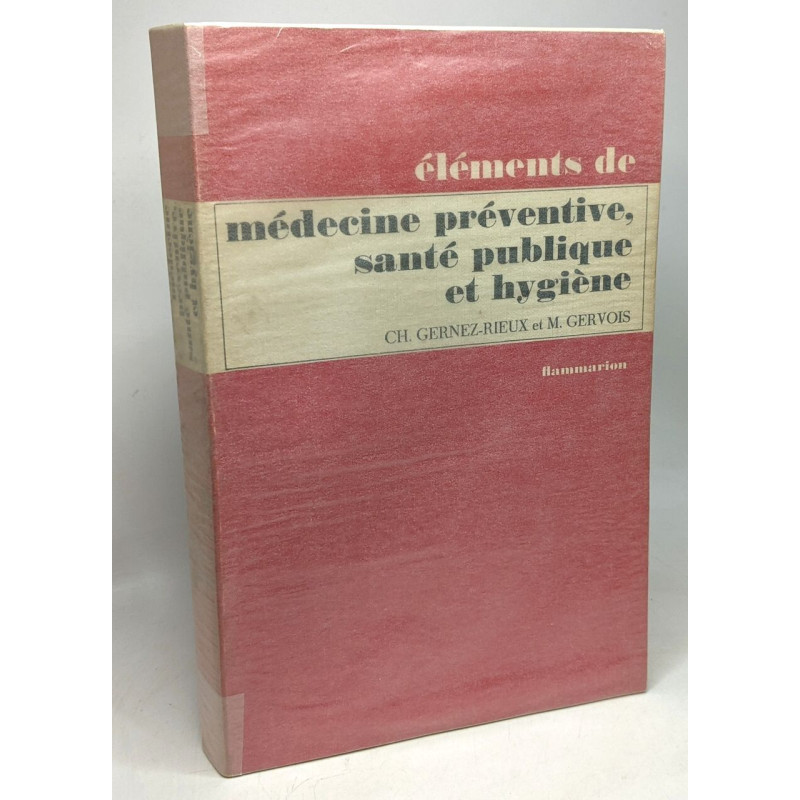 éléments de
médecine préventive,
santé publique
et hygiène
CH. GERNEZ-RIEUX et M. GERVOIS
flammarion